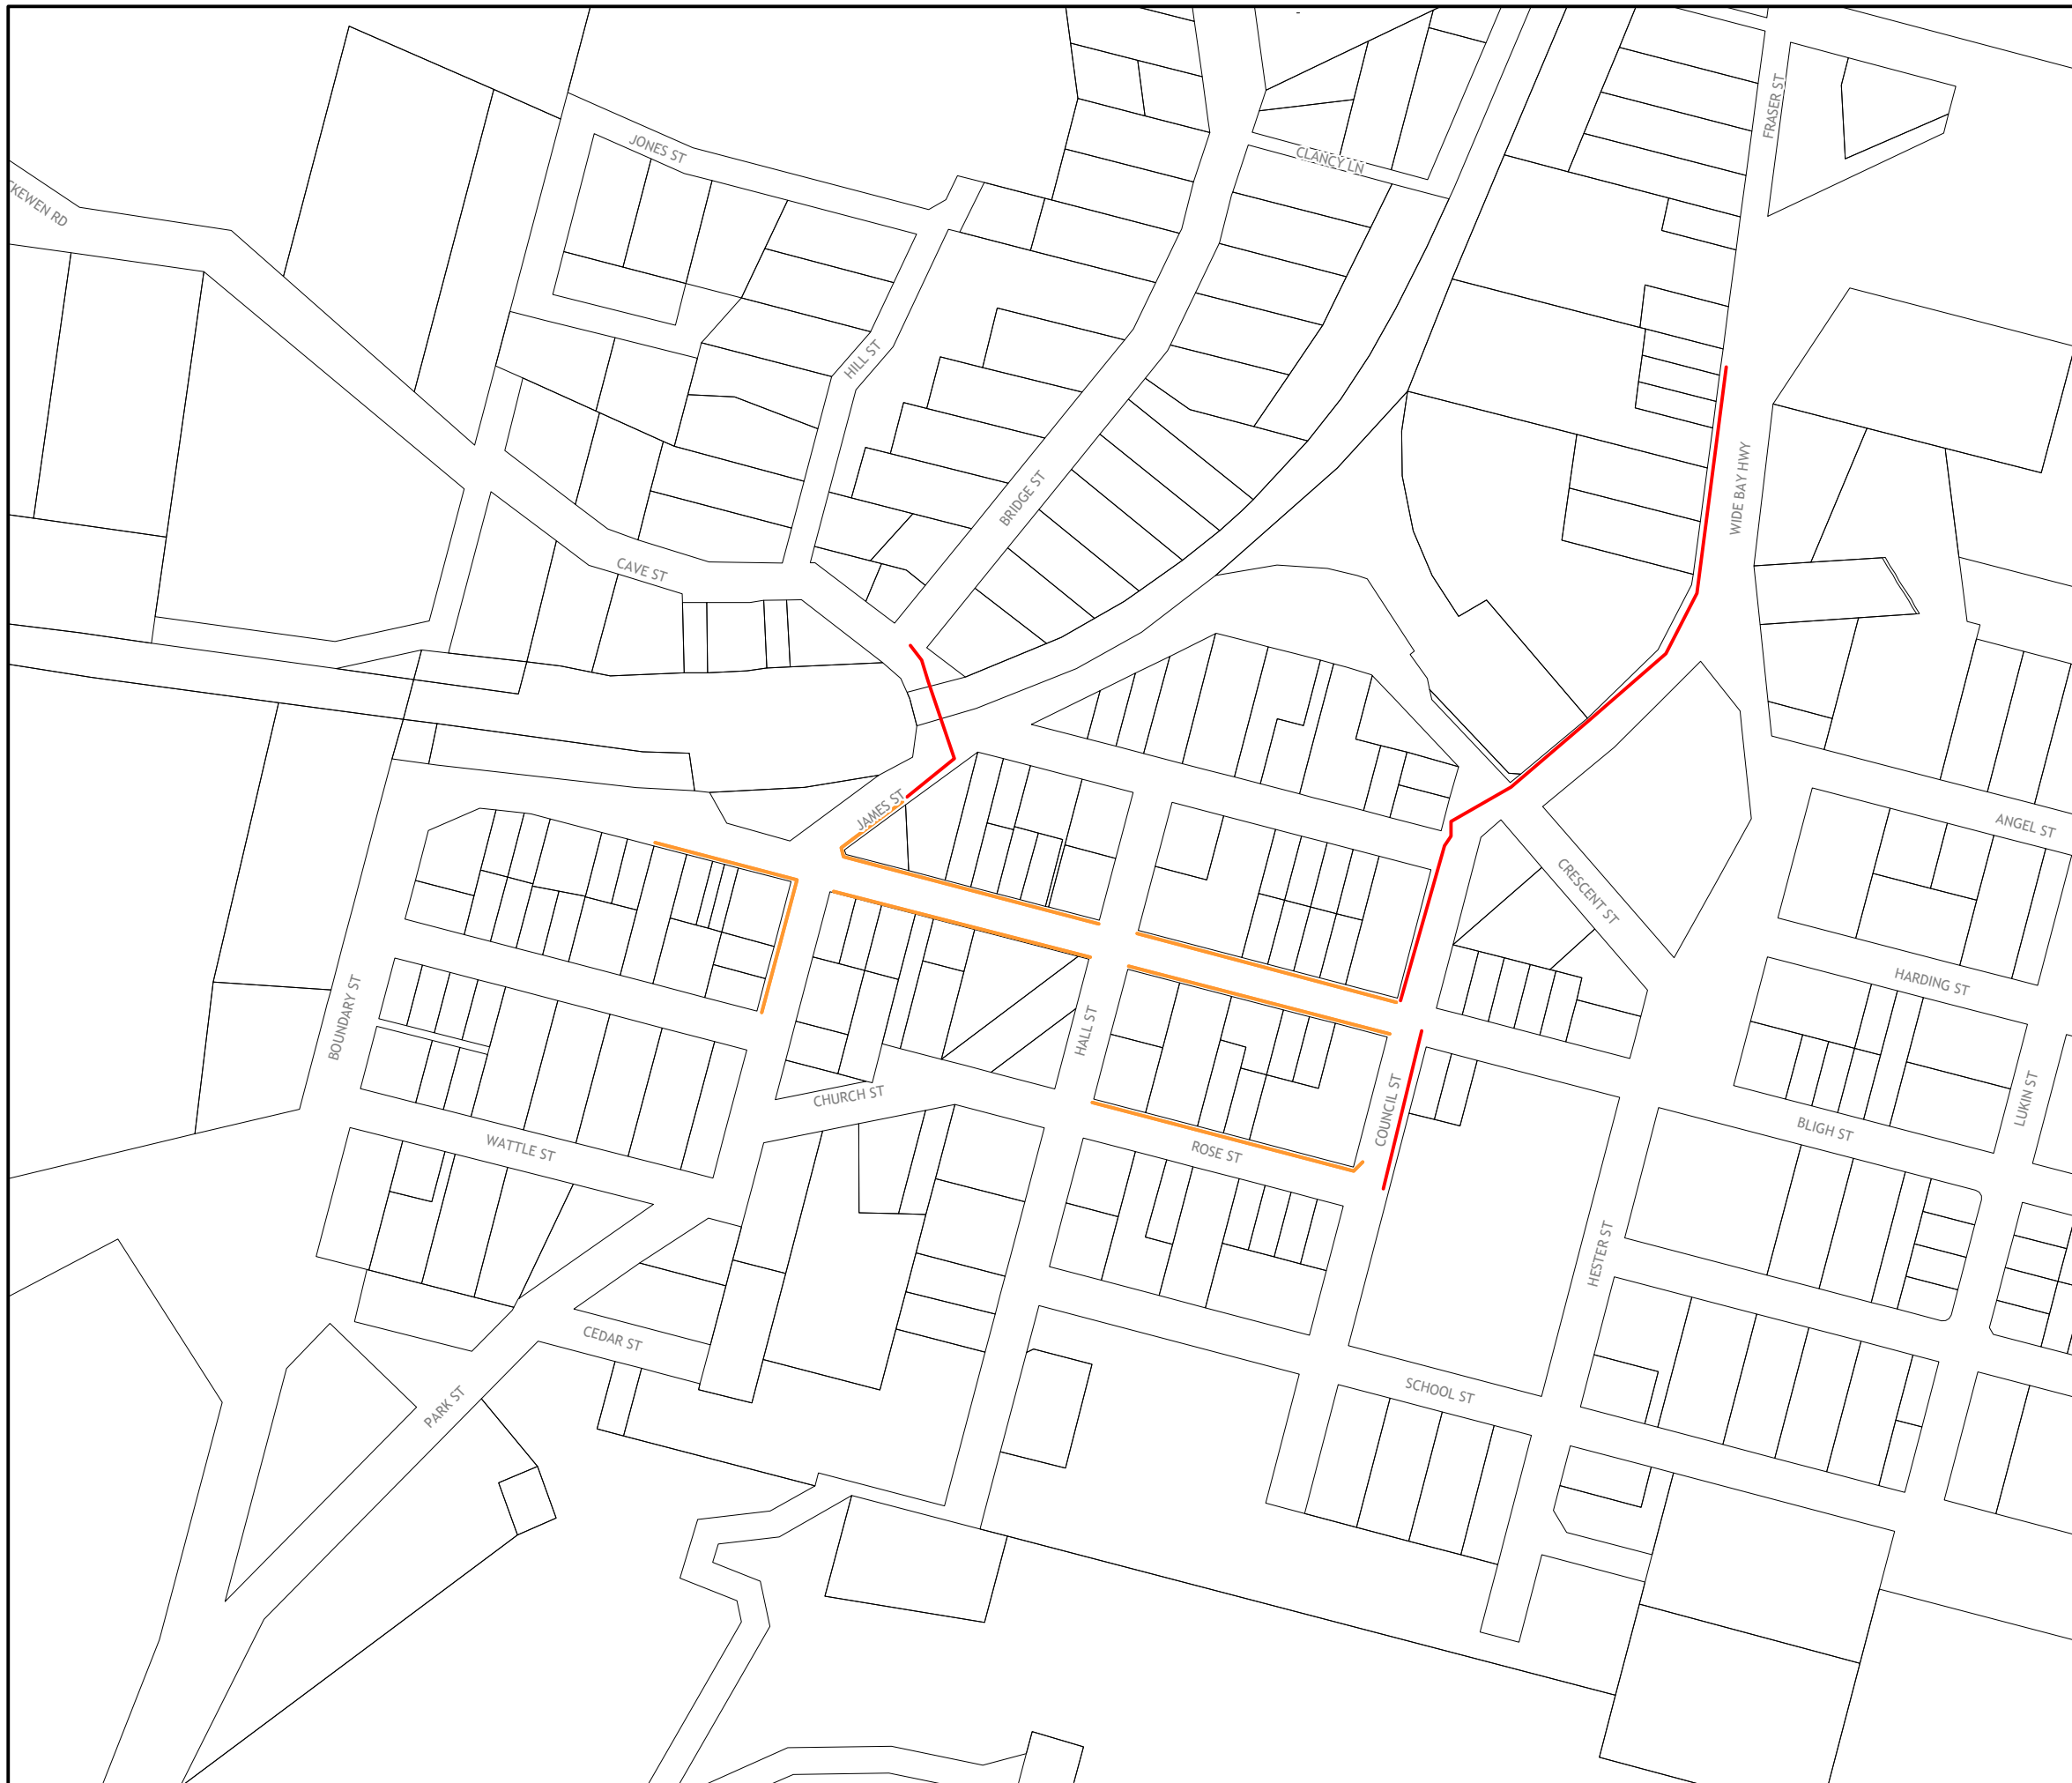 FRASER ST
JONES ST
CLANCY LN
KEWEN RD
HILL ST
WIDE BAY HWY
BRIDGE ST
CAVE ST
JAMES ST
ANGEL ST
CRESCENT ST
HARDING ST
BOUNDARY ST
HALL ST
CHURCH ST
COUNCIL ST
LUKIN ST
BLIGH ST
WATTLE ST
ROSE ST
HESTER ST
CEDAR ST
SCHOOL ST
PARK ST